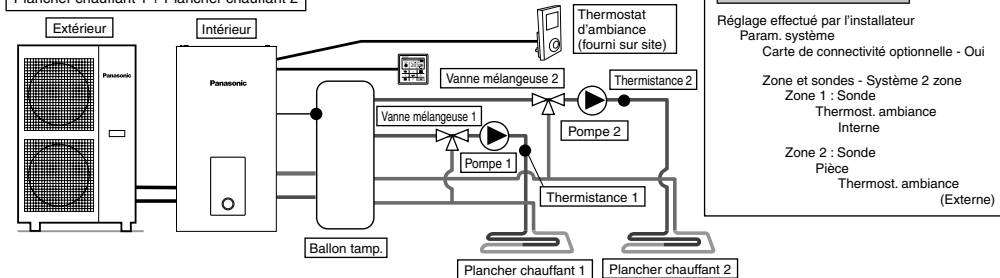 Plancher chauffant 1 + Plancher chauffant 2
Extérieur
Intérieur
Thermostat
d'ambiance
(fourni sur site)
Panasonic
Panasonic
Vanne mélangeuse 2
Thermistance 2
Vanne mélangeuse 1
Pompe 2
Pompe 1
Thermistance 1
Ballon tamp.
Plancher chauffant 1
Plancher chauffant 2
Réglage effectué par l'installateur
Param. système
Carte de connectivité optionnelle - Oui
Zone et sondes - Système 2 zone
Zone 1 : Sonde
Thermost. ambiance
Interne
Zone 2 : Sonde
Pièce
Thermost. ambiance
(Externe)